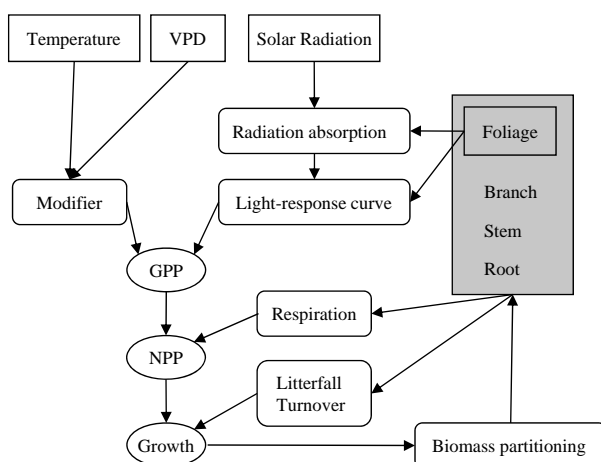 Temperature
VPD
Solar Radiation
Radiation absorption
Foliage
Modifier
Light-response curve
Branch
Stem
Root
GPP
Respiration
NPP
Litterfall
Turnover
Growth
Biomass partitioning